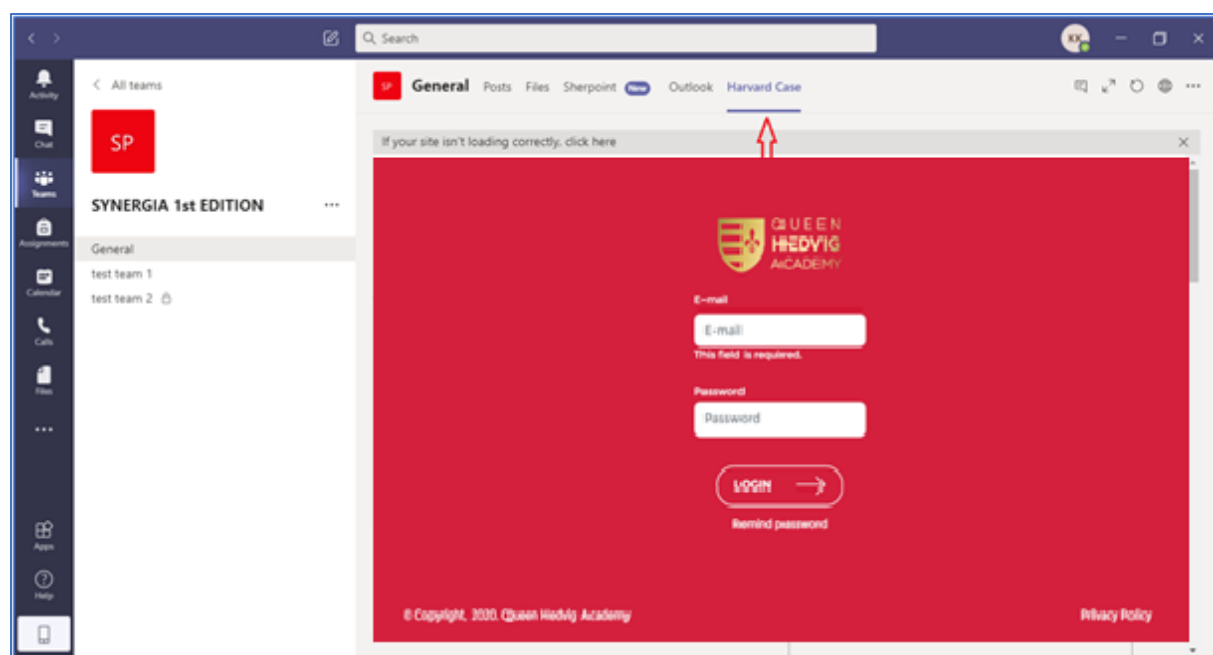 Search
KK
Activity
Chat
Teams
Assignments
Calendar
Calls
Files
Apps
Help
All teams
SP
SYNERGIA 1st EDITION
General
test team 1
test team 2
SP General Posts Files Sherpoint New Outlook Harvard Case
If your site isn't loading correctly, click here
QUEEN
HEDVIG
ACADEMY
E-mail
E-mail
This field is required.
Password
Password
LOGIN
Remind password
© Copyright, 2020. Queen Hedvig Academy
Privacy Policy